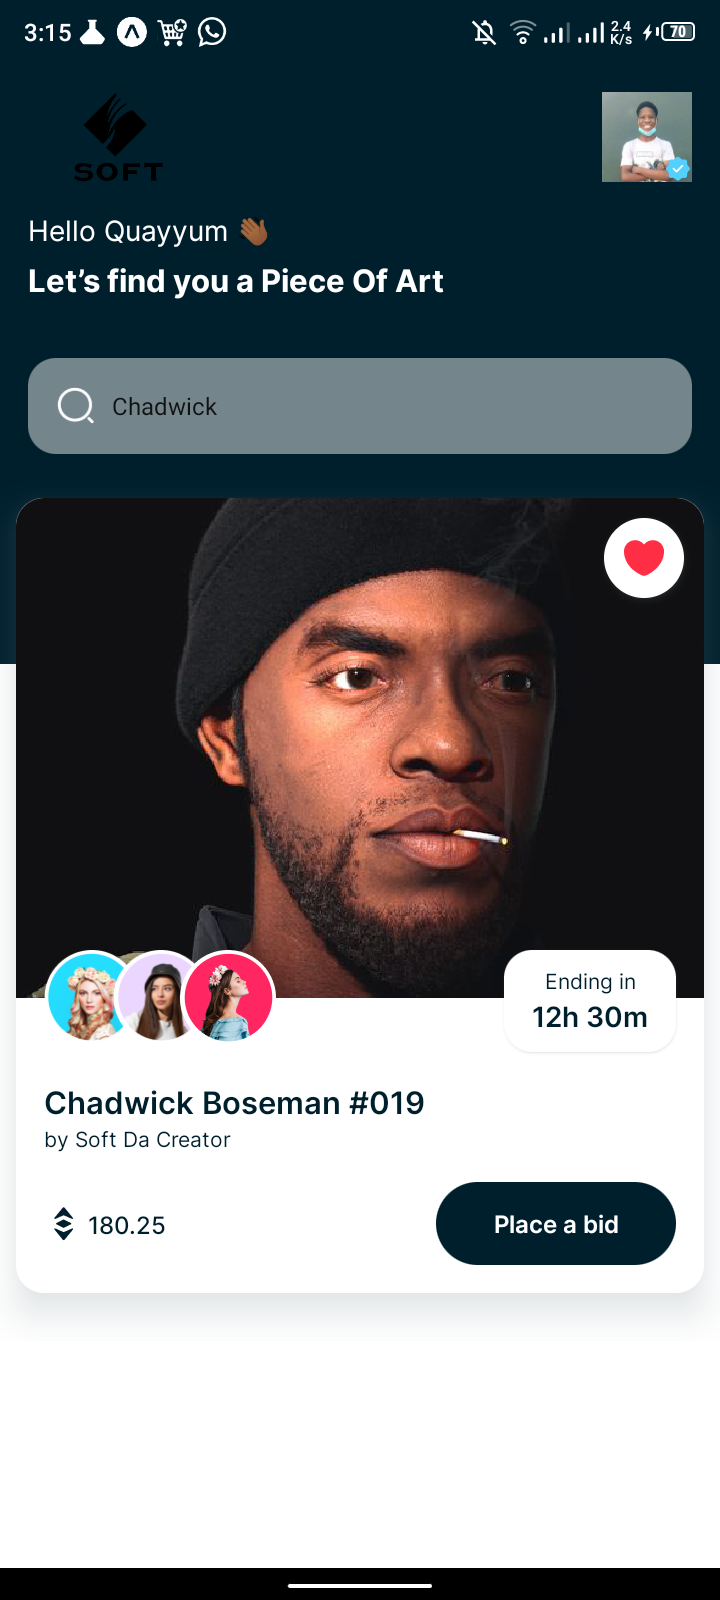 3:15
2.4
K/s
70
SOFT
Hello Quayyum 👋🏾
Let’s find you a Piece Of Art
Chadwick
Ending in
12h 30m
Chadwick Boseman #019
by Soft Da Creator
180.25
Place a bid